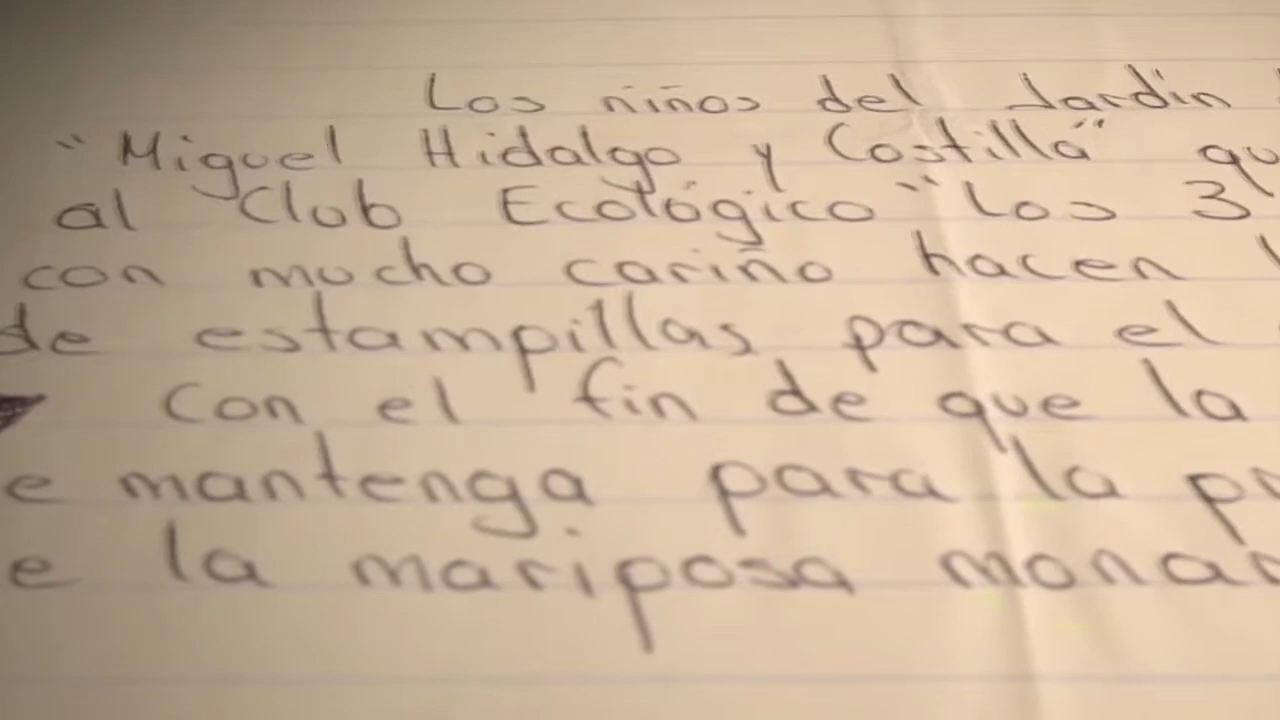 Los niños del Jardín
"Miguel Hidalgo y Costilla"
al Club Ecológico "Los 3
con mucho cariño hacen
de estampillas para el
Con el fin de que la
mantenga para la
la mariposa